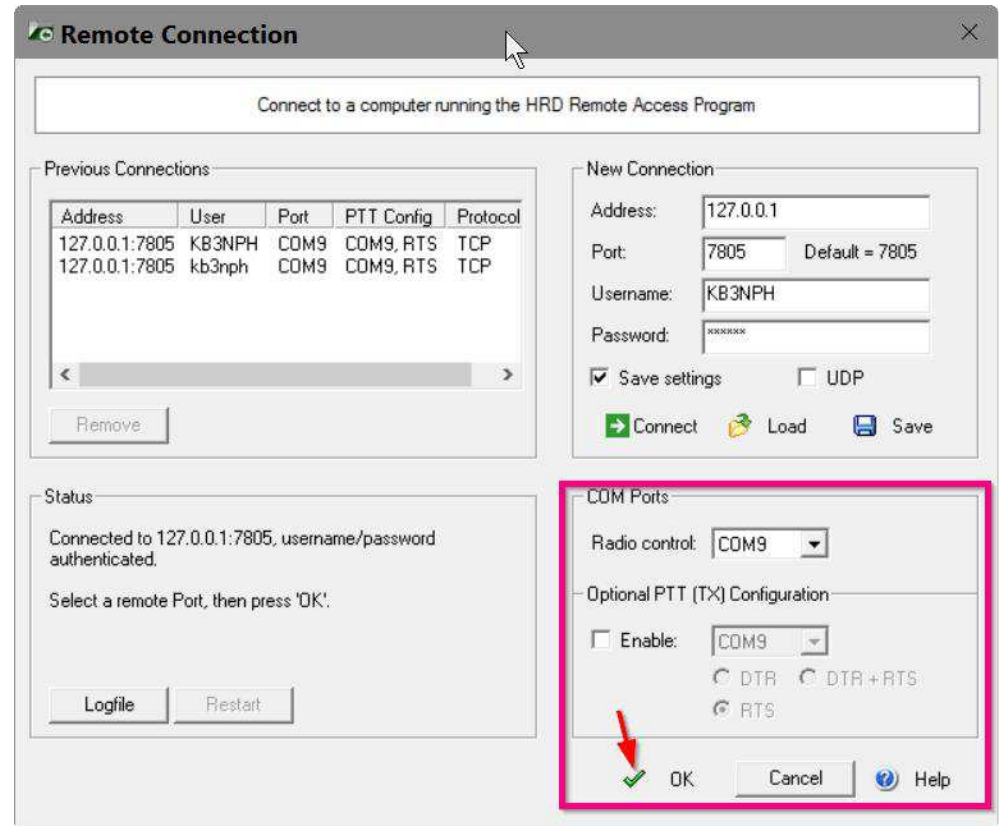 Remote Connection
Connect to a computer running the HRD Remote Access Program
Previous Connections
Address User Port PTT Config Protocol
127.0.0.1:7805 KB3NPH COM9 COM9, RTS TCP
127.0.0.1:7805 kb3nph COM9 COM9, RTS TCP
Remove
New Connection
Address: 127.0.0.1
Port: 7805 Default = 7805
Username: KB3NPH
Password: ××××××
Save settings UDP
Connect Load Save
Status
Connected to 127.0.0.1:7805, username/password
authenticated.
Select a remote Port, then press 'OK'.
Logfile Restart
COM Ports
Radio control: COM9
Optional PTT (TX) Configuration
Enable: COM9
DTR DTR + RTS
RTS
OK Cancel Help